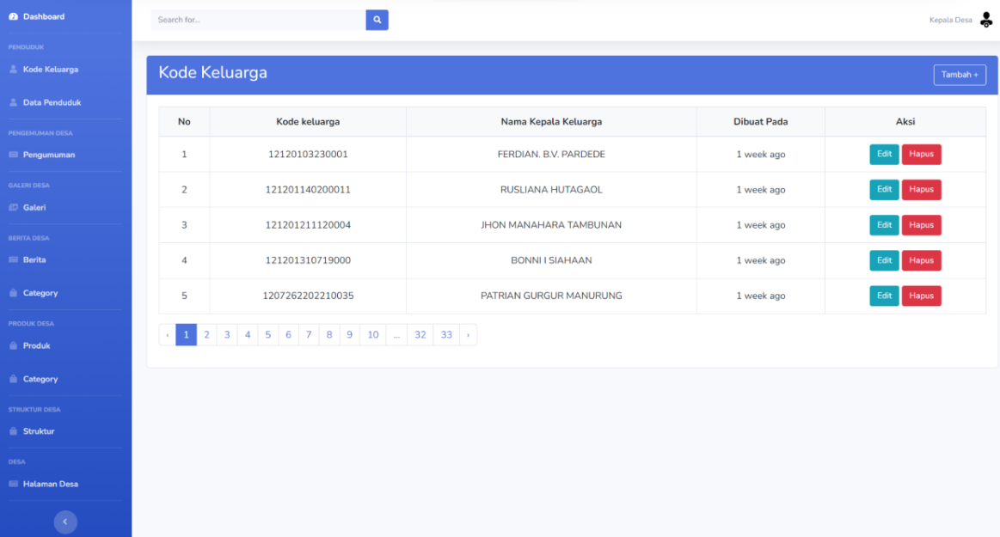 Dashboard
PENDUDUK
Kode Keluarga
Data Penduduk
PENGEMUMAN DESA
Pengumuman
GALERI DESA
Galeri
BERITA DESA
Berita
Category
PRODUK DESA
Produk
Category
STRUKTUR DESA
Struktur
DESA
Halaman Desa
Search for...
Kepala Desa
Kode Keluarga
Tambah +
No Kode keluarga Nama Kepala Keluarga Dibuat Pada Aksi
1 12120103230001 FERDIAN. B.V. PARDEDE 1 week ago Edit Hapus
2 121201140200011 RUSLIANA HUTAGAOL 1 week ago Edit Hapus
3 121201211120004 JHON MANAHARA TAMBUNAN 1 week ago Edit Hapus
4 121201310719000 BONNI I SIAHAAN 1 week ago Edit Hapus
5 1207262202210035 PATRIAN GURGUR MANURUNG 1 week ago Edit Hapus
‹ 1 2 3 4 5 6 7 8 9 10 ... 32 33 ›